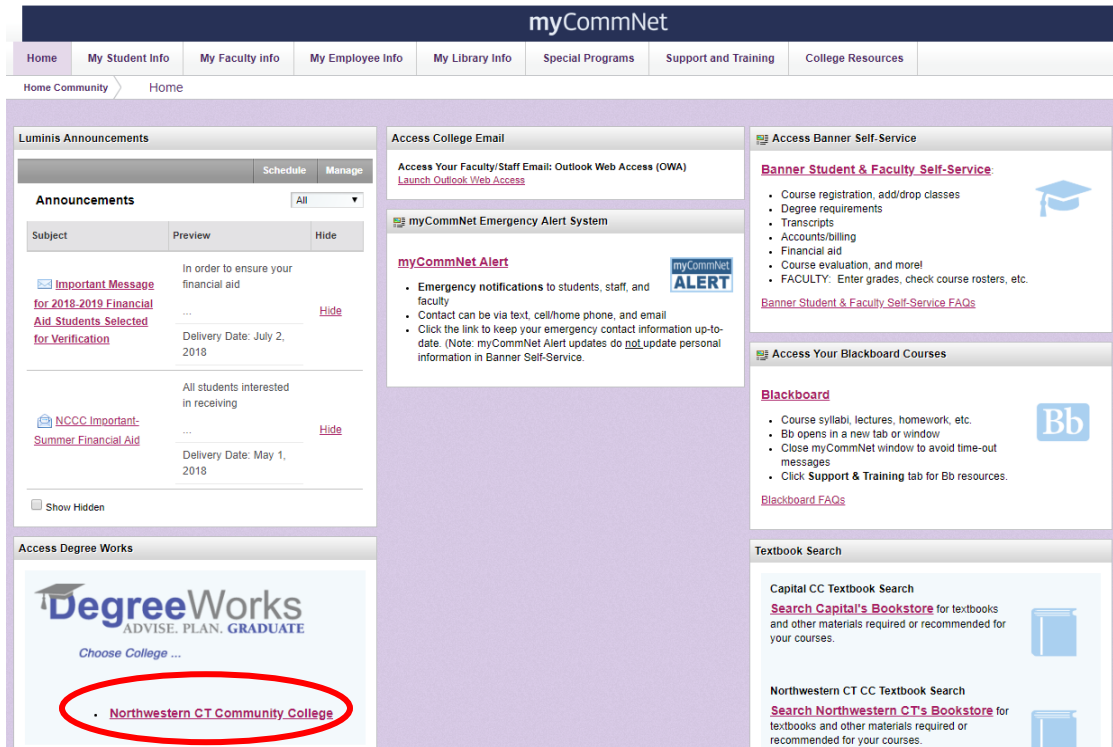 myCommNet
Home My Student Info My Faculty info My Employee Info My Library Info Special Programs Support and Training College Resources
Home Community Home
Luminis Announcements
Schedule Manage
Announcements All
Subject Preview Hide
Important Message
for 2018-2019 Financial
Aid Students Selected
for Verification
In order to ensure your
financial aid
...
Delivery Date: July 2,
2018
Hide
NCCC Important-
Summer Financial Aid
All students interested
in receiving
...
Delivery Date: May 1,
2018
Hide
Show Hidden
Access Degree Works
DegreeWorks
ADVISE. PLAN. GRADUATE
Choose College ...
• Northwestern CT Community College
Access College Email
Access Your Faculty/Staff Email: Outlook Web Access (OWA)
Launch Outlook Web Access
myCommNet Emergency Alert System
myCommNet Alert
myCommNet
ALERT
• Emergency notifications to students, staff, and
faculty
• Contact can be via text, cell/home phone, and email
• Click the link to keep your emergency contact information up-to-
date. (Note: myCommNet Alert updates do not update personal
information in Banner Self-Service.
Access Banner Self-Service
Banner Student & Faculty Self-Service:
• Course registration, add/drop classes
• Degree requirements
• Transcripts
• Accounts/billing
• Financial aid
• Course evaluation, and more!
• FACULTY: Enter grades, check course rosters, etc.
Banner Student & Faculty Self-Service FAQs
Access Your Blackboard Courses
Blackboard
Bb
• Course syllabi, lectures, homework, etc.
• Bb opens in a new tab or window
• Close myCommNet window to avoid time-out
messages
• Click Support & Training tab for Bb resources.
Blackboard FAQs
Textbook Search
Capital CC Textbook Search
Search Capital's Bookstore for textbooks
and other materials required or recommended for
your courses.
Northwestern CT CC Textbook Search
Search Northwestern CT's Bookstore for
textbooks and other materials required or
recommended for your courses.